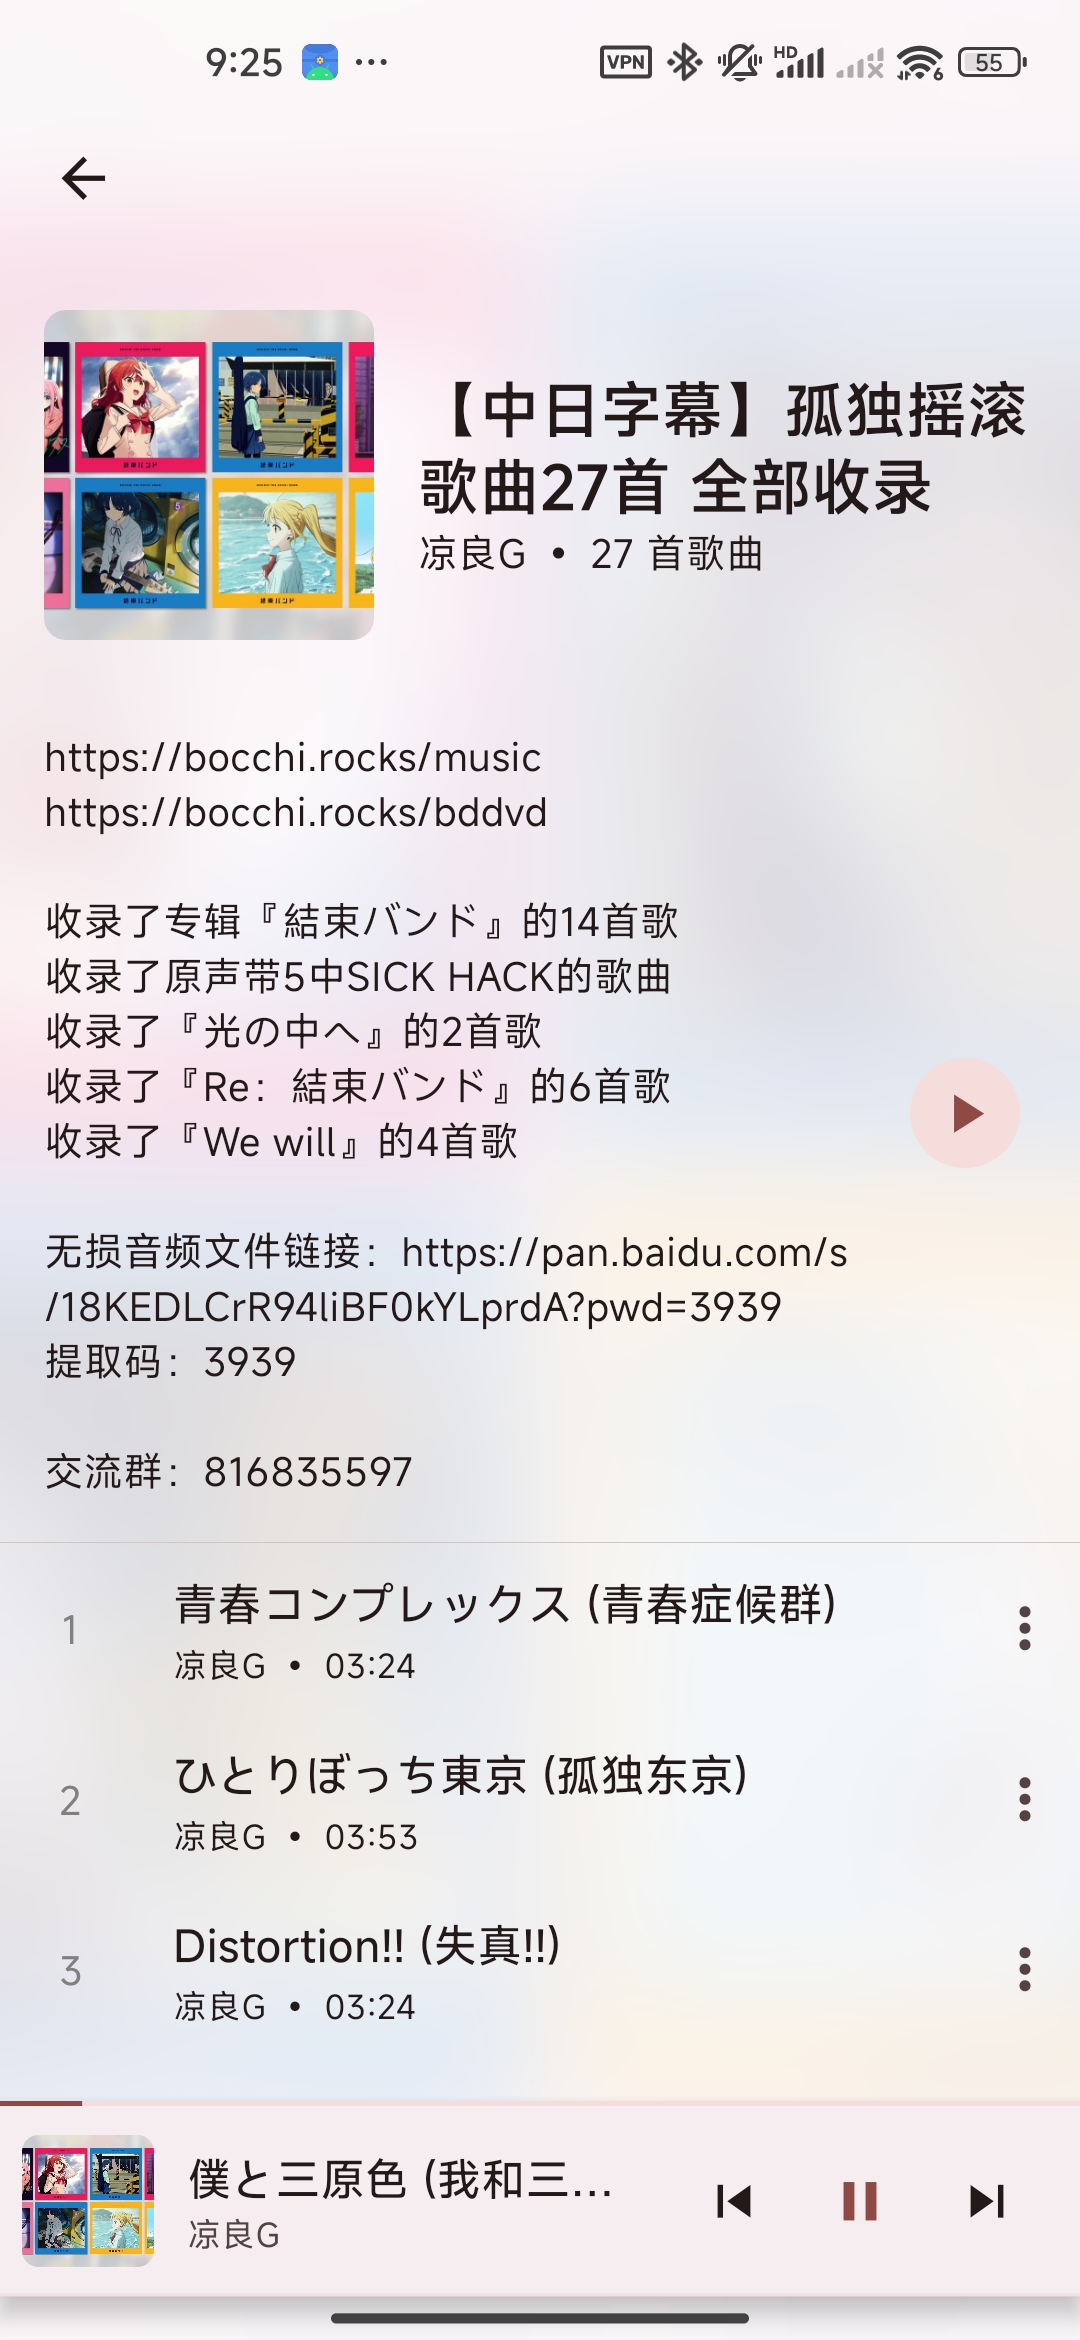 9:25
VPN
HD
6
55
【中日字幕】孤独摇滚
歌曲27首 全部收录
凉良G • 27 首歌曲
https://bocchi.rocks/music
https://bocchi.rocks/bddvd
收录了专辑『結束バンド』的14首歌
收录了原声带5中SICK HACK的歌曲
收录了『光の中へ』的2首歌
收录了『Re：結束バンド』的6首歌
收录了『We will』的4首歌
无损音频文件链接：https://pan.baidu.com/s
/18KEDLCrR94liBF0kYLprdA?pwd=3939
提取码：3939
交流群：816835597
1
青春コンプレックス (青春症候群)
凉良G • 03:24
2
ひとりぼっち東京 (孤独东京)
凉良G • 03:53
3
Distortion!! (失真!!)
凉良G • 03:24
僕と三原色 (我和三...
凉良G